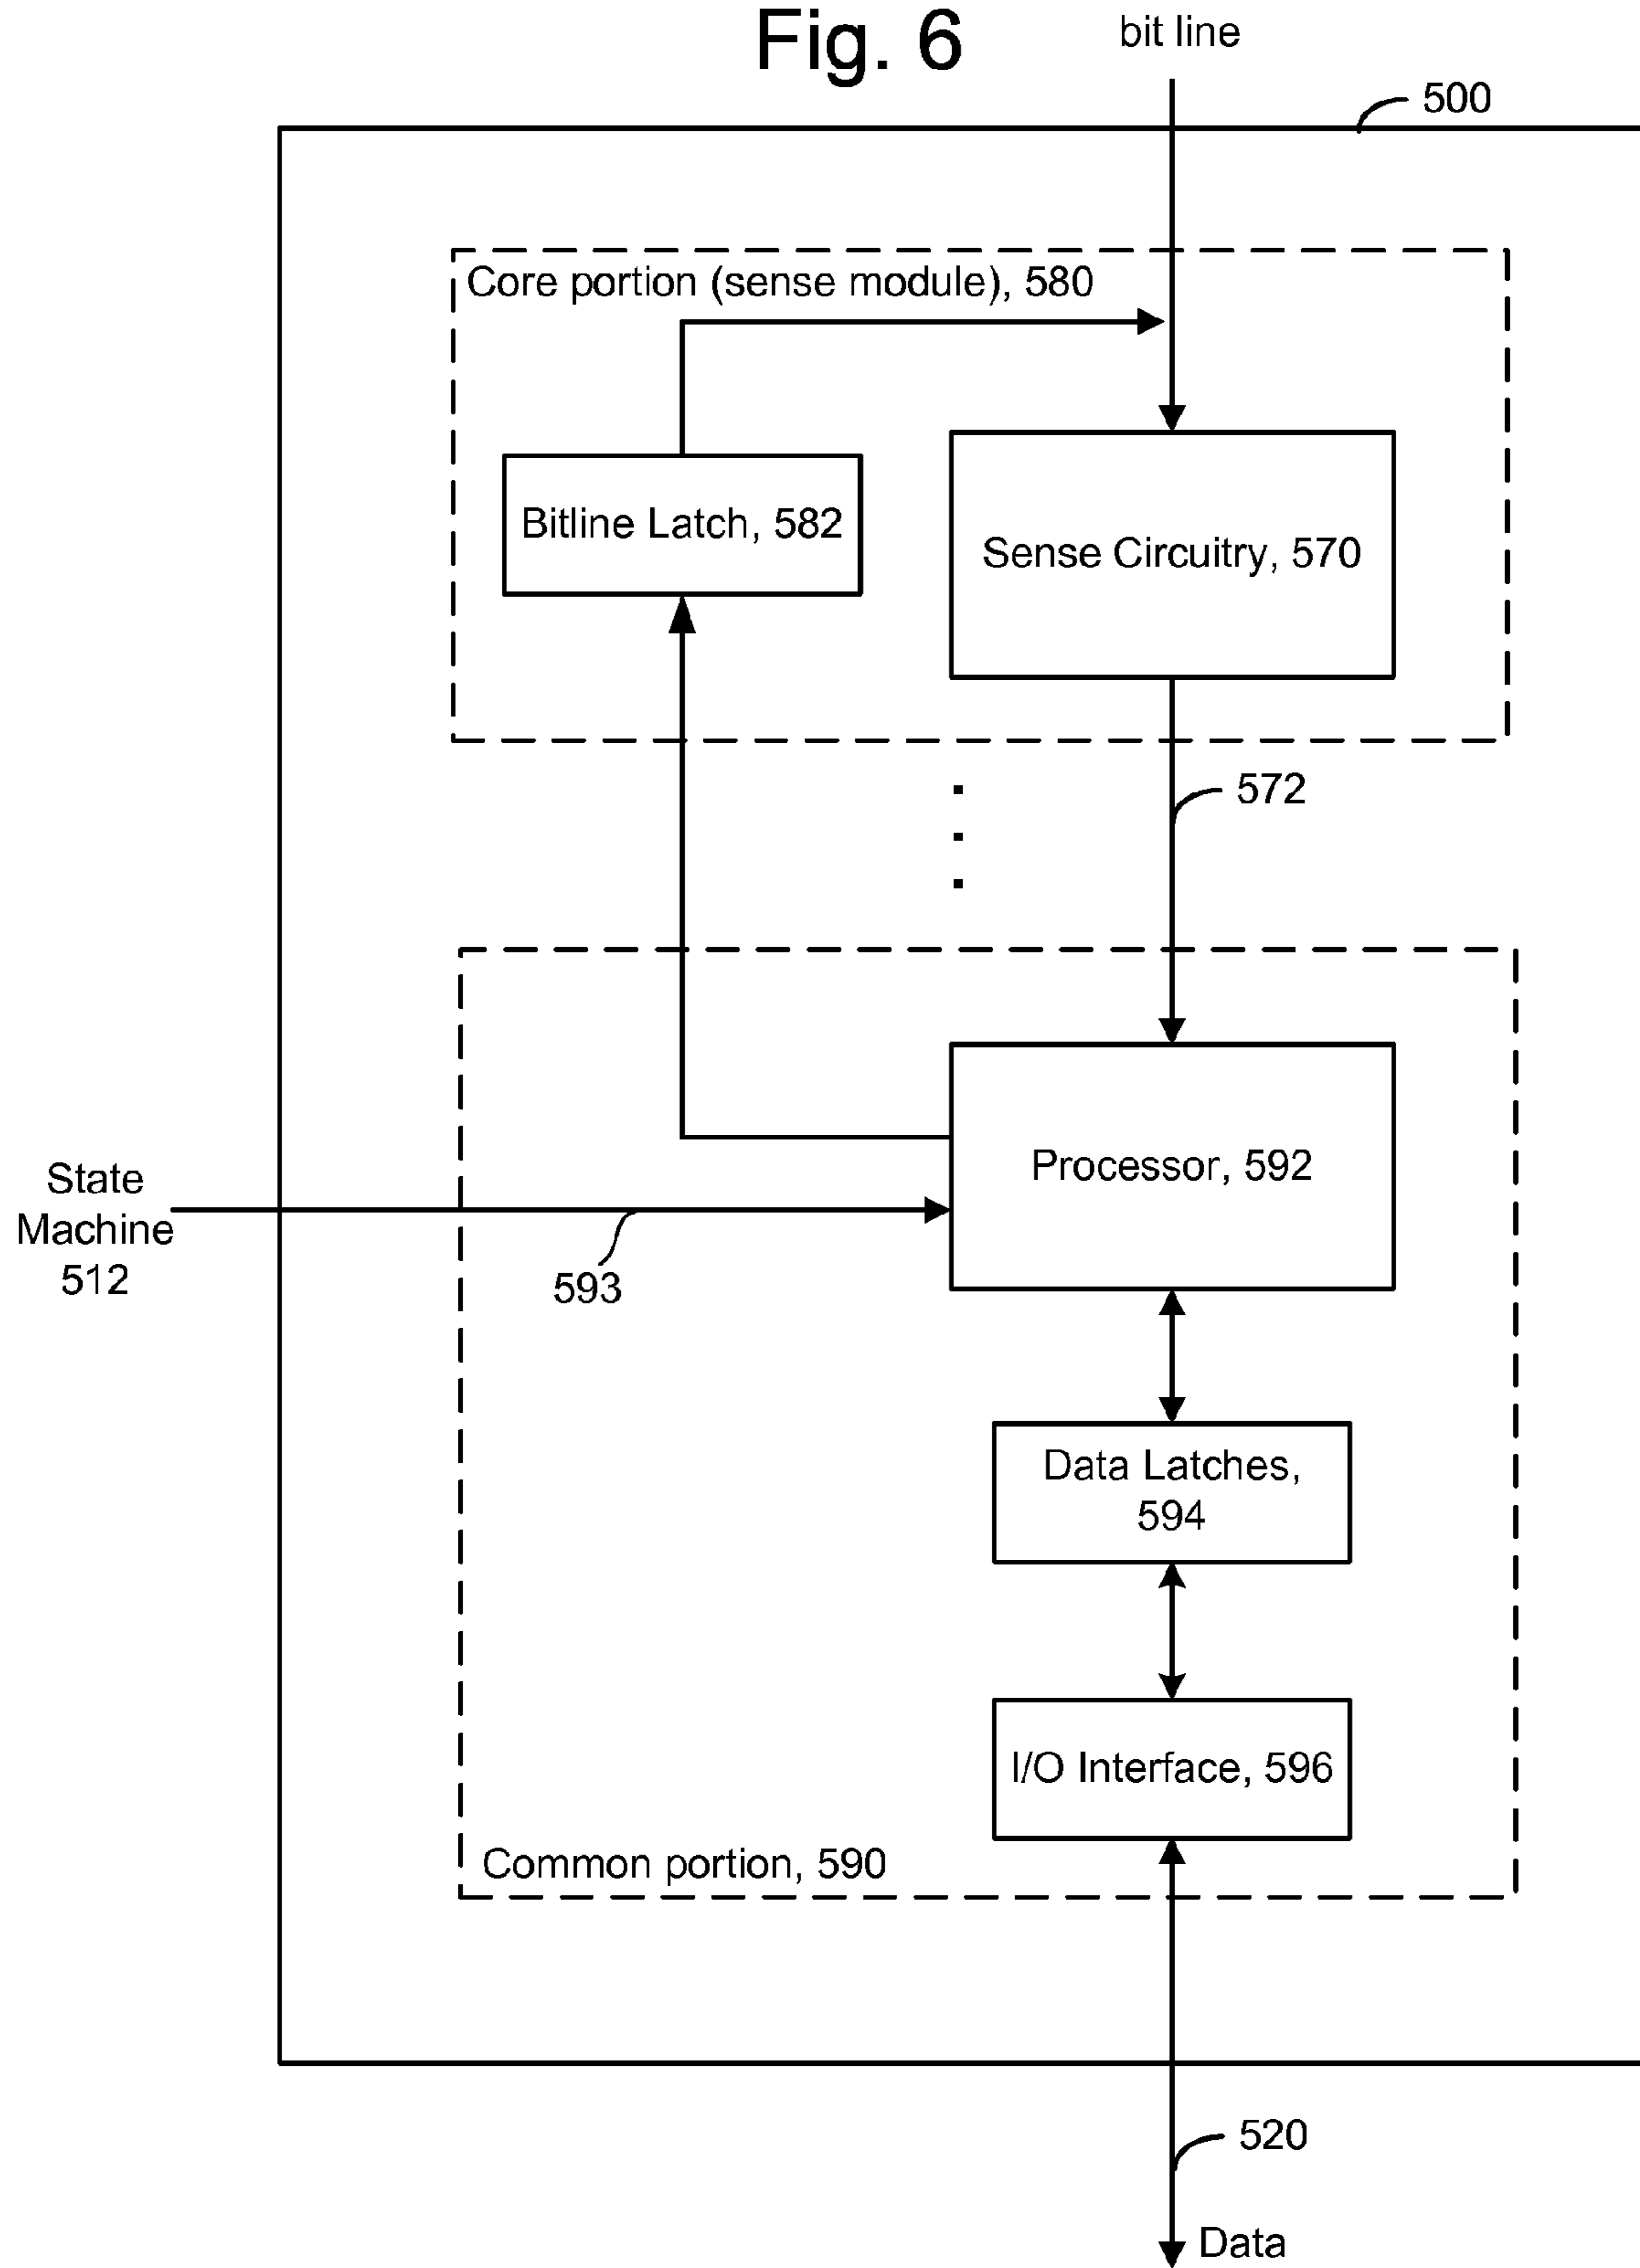 Fig. 6
bit line
500
Core portion (sense module), 580
Bitline Latch, 582
Sense Circuitry, 570
572
Processor, 592
State
Machine
512
593
Data Latches,
594
I/O Interface, 596
Common portion, 590
520
Data